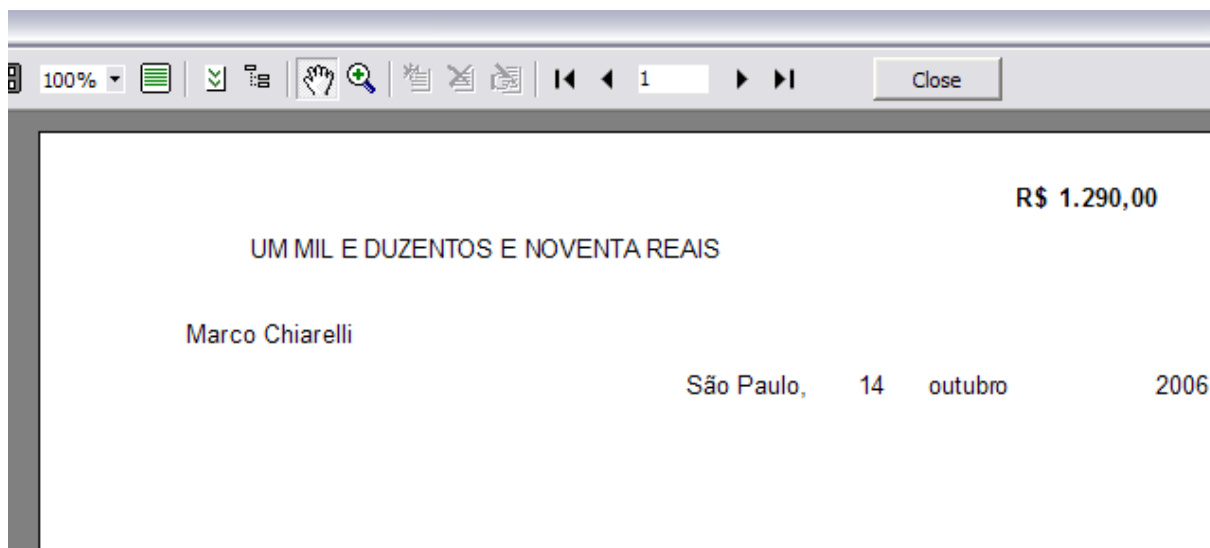 100% 1 Close
R$ 1.290,00
UM MIL E DUZENTOS E NOVENTA REAIS
Marco Chiarelli
São Paulo, 14 outubro 2006